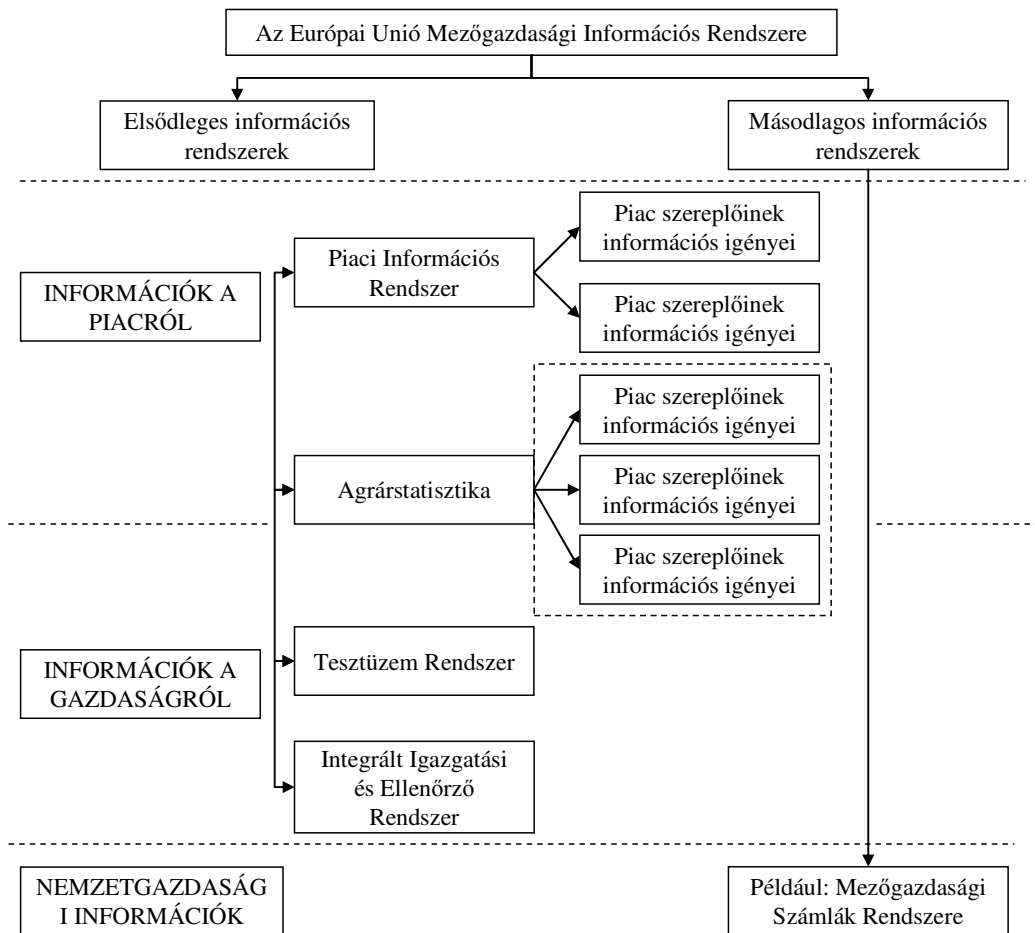 Az Európai Unió Mezőgazdasági Információs Rendszere
Elsődleges információs
rendszerek
Másodlagos információs
rendszerek
INFORMÁCIÓK A
PIACRÓL
Piaci Információs
Rendszer
Piac szereplőinek
információs igényei
Piac szereplőinek
információs igényei
Agrárstatisztika
Piac szereplőinek
információs igényei
Piac szereplőinek
információs igényei
Piac szereplőinek
információs igényei
INFORMÁCIÓK A
GAZDASÁGRÓL
Tesztüzem Rendszer
Integrált Igazgatási
és Ellenőrző
Rendszer
NEMZETGAZDASÁG
I INFORMÁCIÓK
Például: Mezőgazdasági
Számlák Rendszere